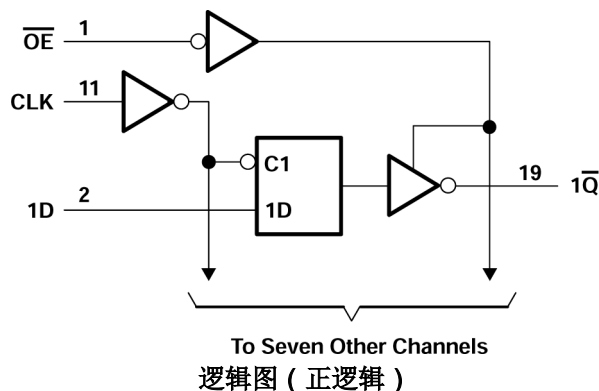 O̅E̅ 1
CLK 11
C1
19 1Q̅
1D 2 1D
To Seven Other Channels
逻辑图（正逻辑）